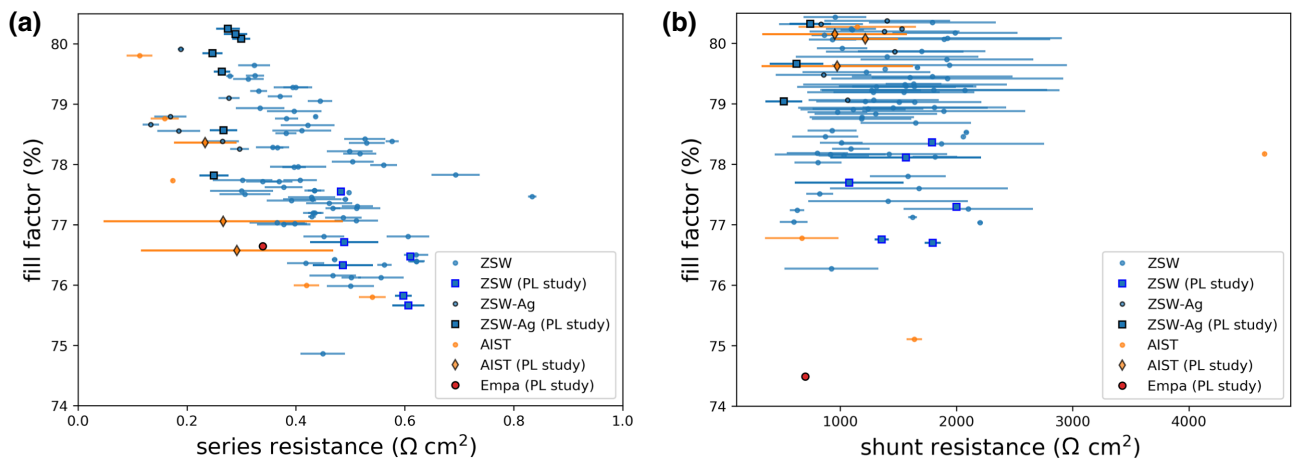 (a)
80
79
78
77
76
75
74
fill factor (%)
0.0 0.2 0.4 0.6 0.8 1.0
series resistance (Ω cm²)
ZSW
ZSW (PL study)
ZSW-Ag
ZSW-Ag (PL study)
AIST
AIST (PL study)
Empa (PL study)
(b)
80
79
78
77
76
75
74
fill factor (%)
1000 2000 3000 4000
shunt resistance (Ω cm²)
ZSW
ZSW (PL study)
ZSW-Ag
ZSW-Ag (PL study)
AIST
AIST (PL study)
Empa (PL study)